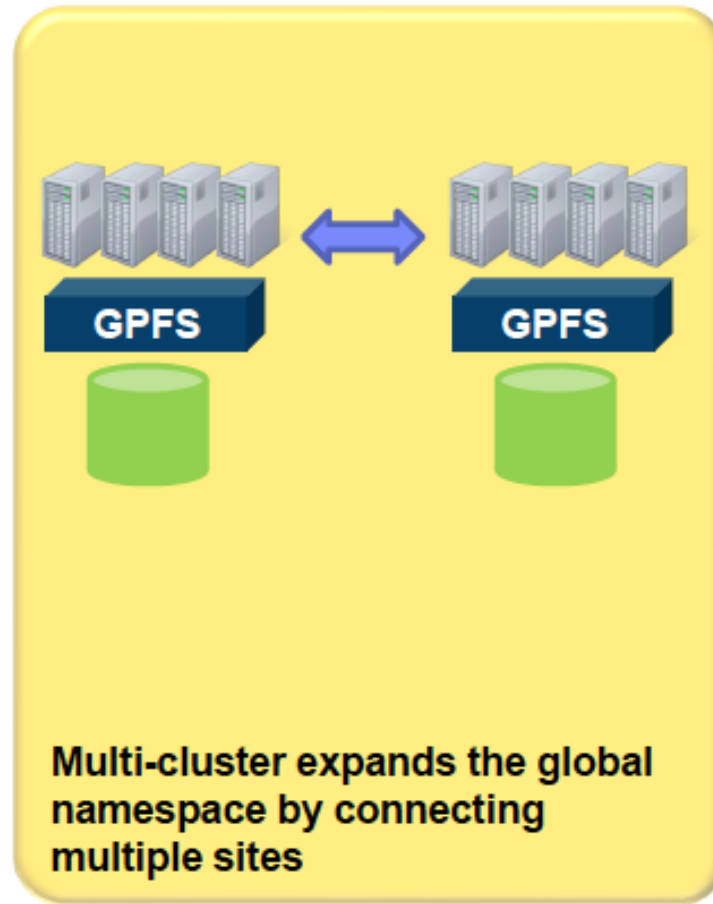 GPFS
GPFS
Multi-cluster expands the global
namespace by connecting
multiple sites